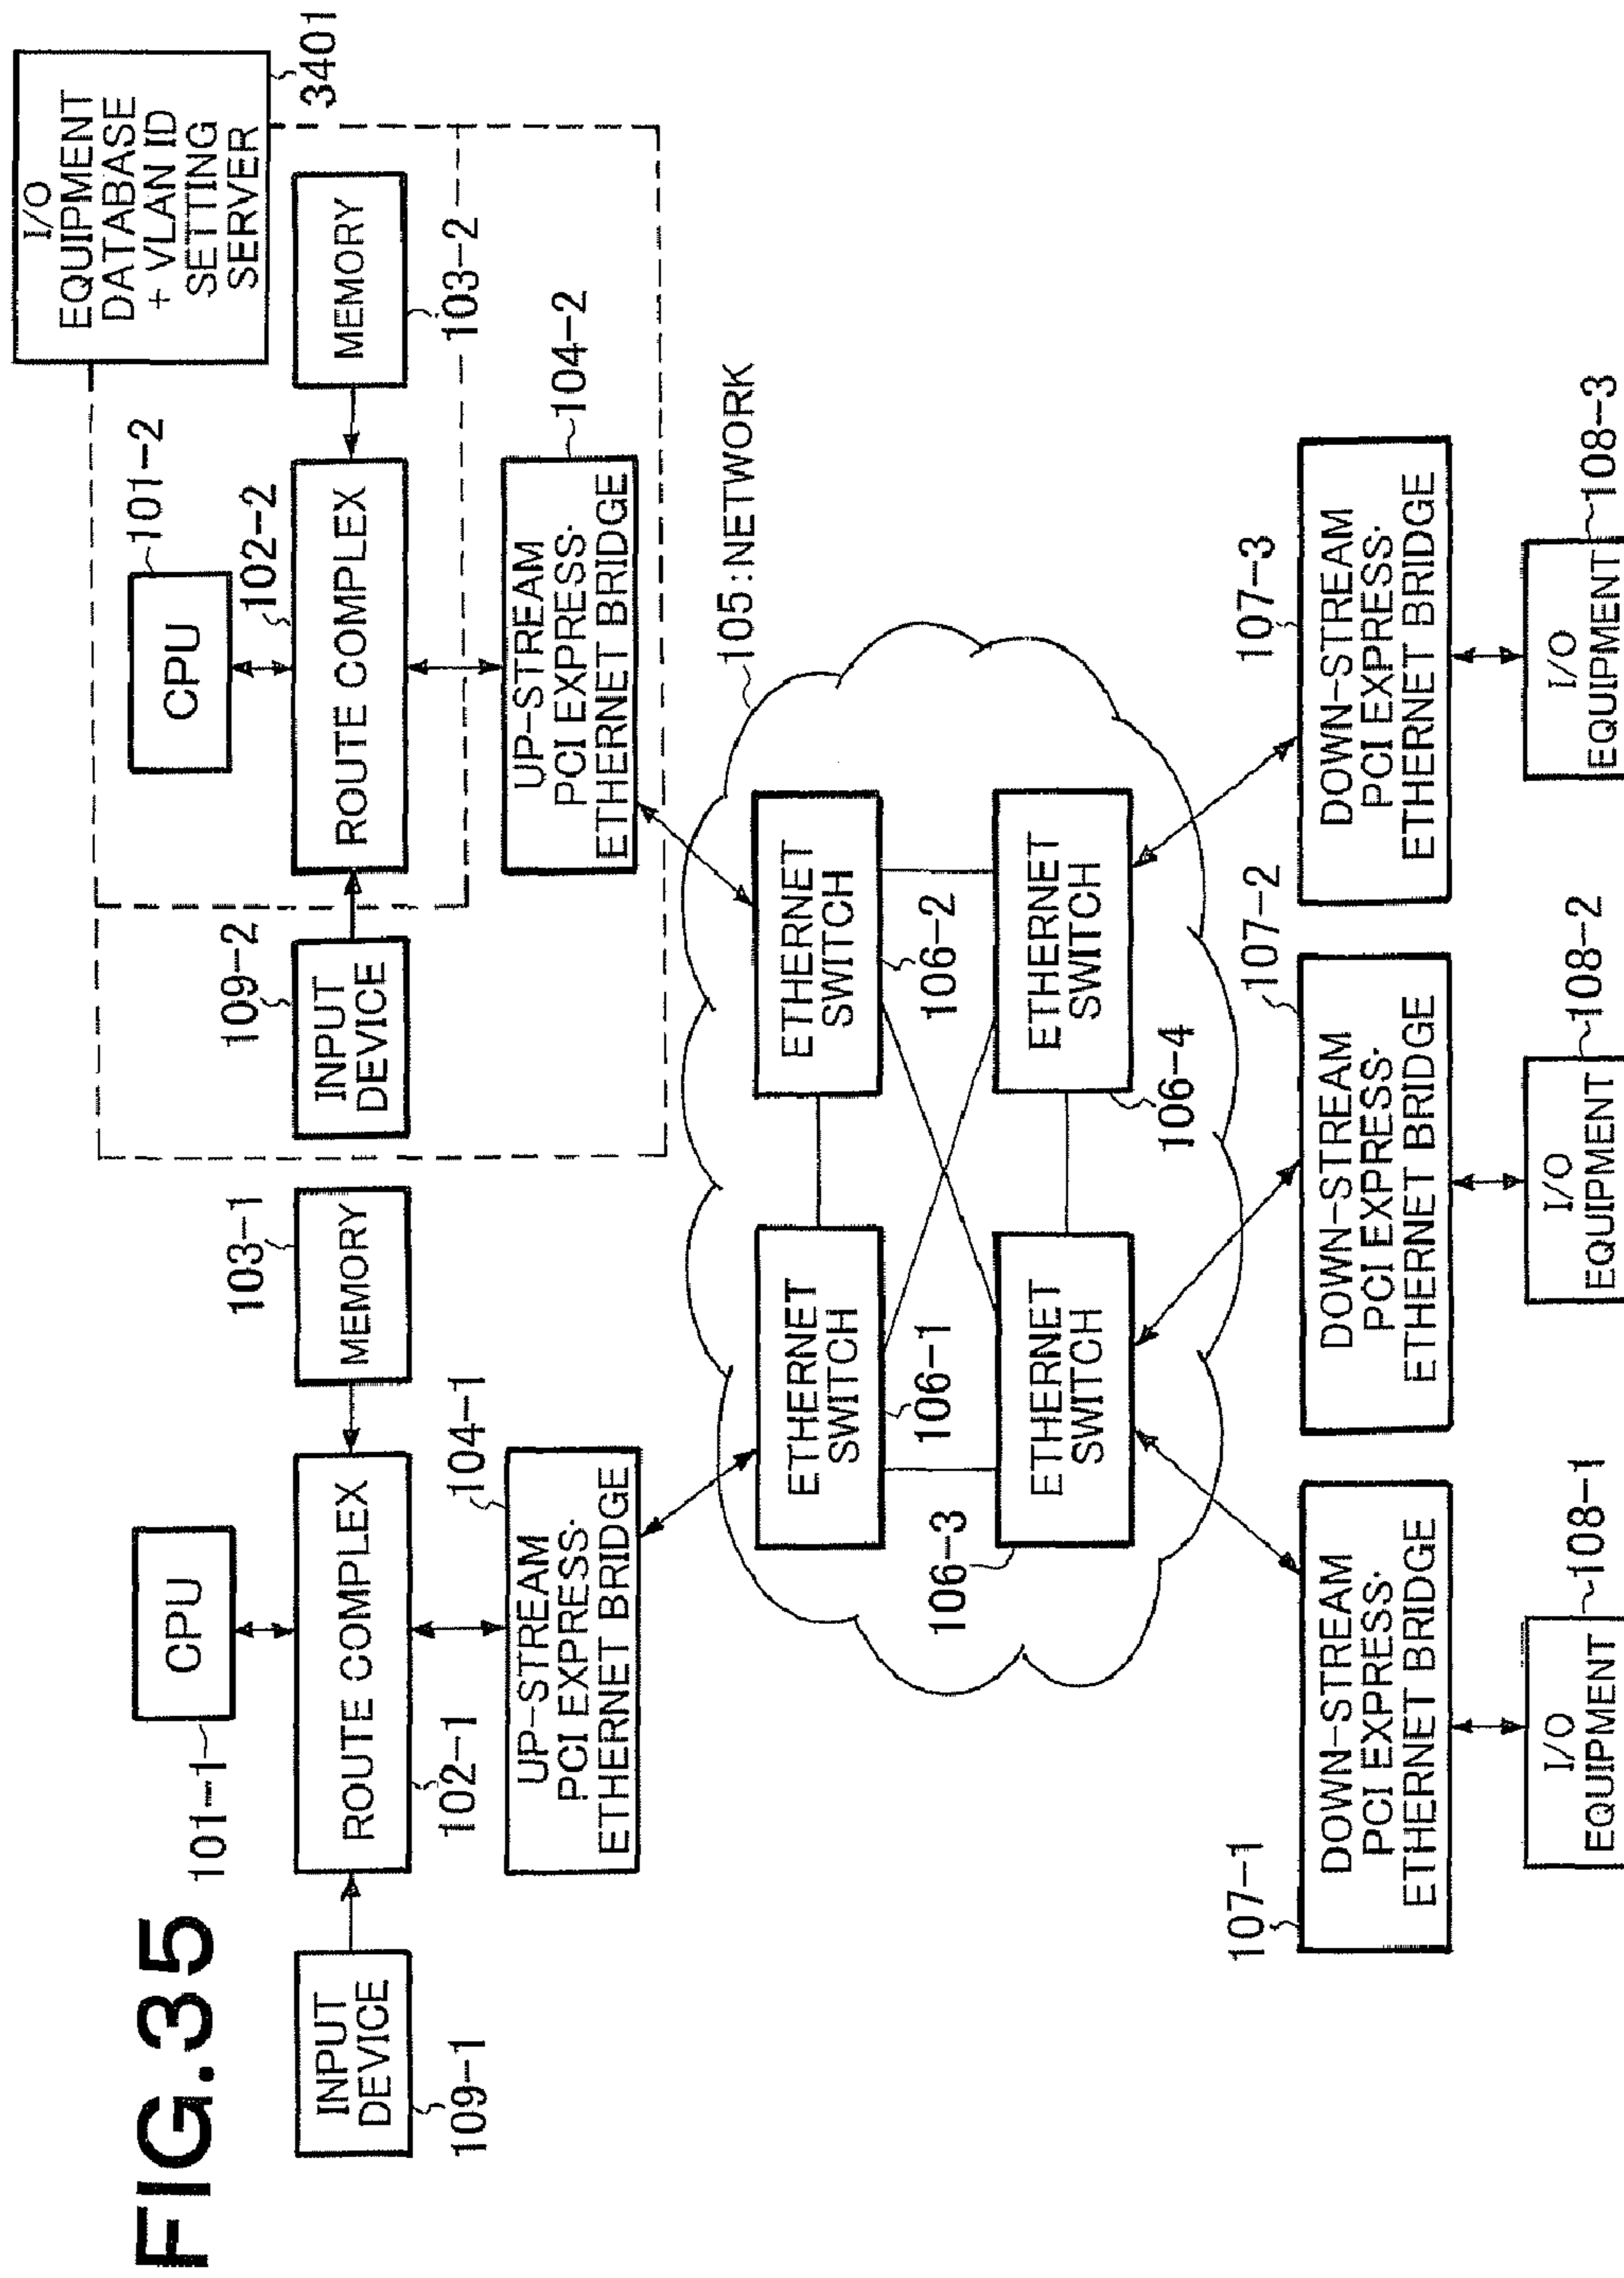 FIG.35
I/O
EQUIPMENT
DATABASE
+ VLAN ID
SETTING
SERVER
3401
101-1
CPU
CPU
101-2
109-1
INPUT
DEVICE
102-1
ROUTE COMPLEX
103-1
MEMORY
109-2
INPUT
DEVICE
102-2
ROUTE COMPLEX
103-2
MEMORY
104-1
UP-STREAM
PCI EXPRESS·
ETHERNET BRIDGE
104-2
UP-STREAM
PCI EXPRESS·
ETHERNET BRIDGE
105:NETWORK
ETHERNET
SWITCH
106-1
ETHERNET
SWITCH
106-2
106-3
ETHERNET
SWITCH
106-4
ETHERNET
SWITCH
107-1
DOWN-STREAM
PCI EXPRESS·
ETHERNET BRIDGE
107-2
DOWN-STREAM
PCI EXPRESS·
ETHERNET BRIDGE
107-3
DOWN-STREAM
PCI EXPRESS·
ETHERNET BRIDGE
I/O
EQUIPMENT
108-1
I/O
EQUIPMENT
108-2
I/O
EQUIPMENT
108-3